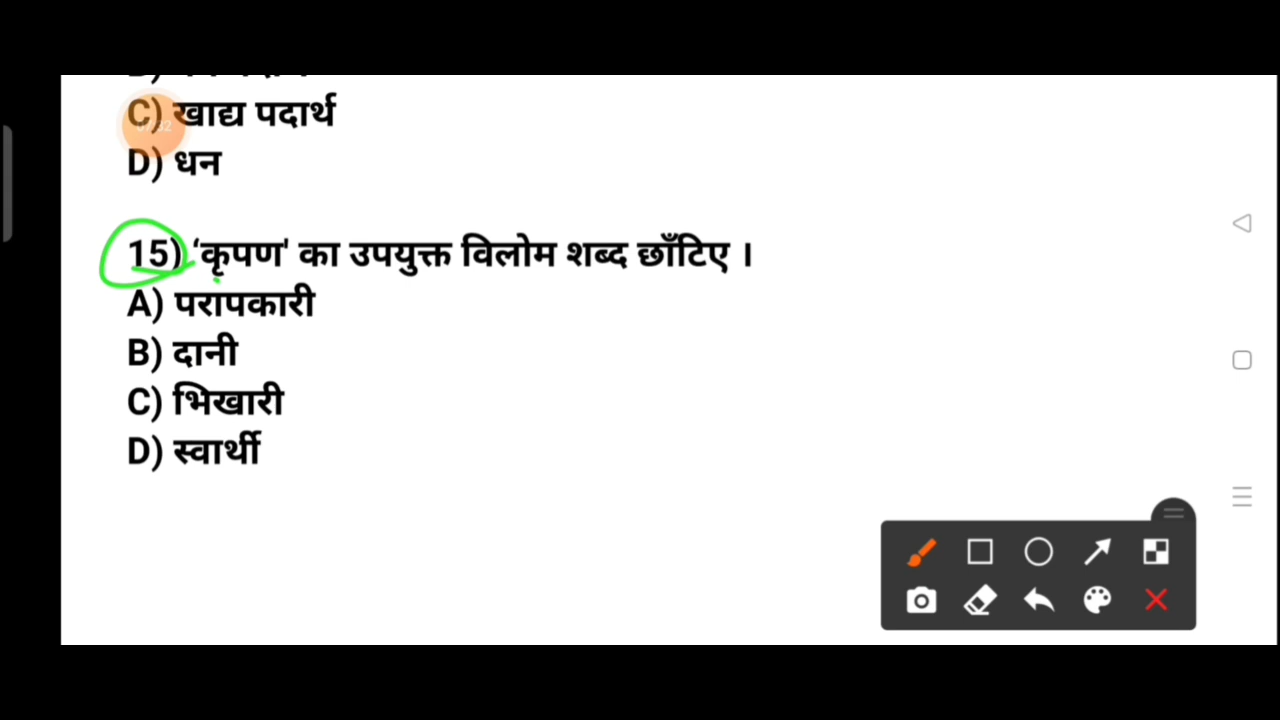 C) खाद्य पदार्थ
D) धन
15) ‘कृपण' का उपयुक्त विलोम शब्द छाँटिए ।
A) परापकारी
B) दानी
C) भिखारी
D) स्वार्थी